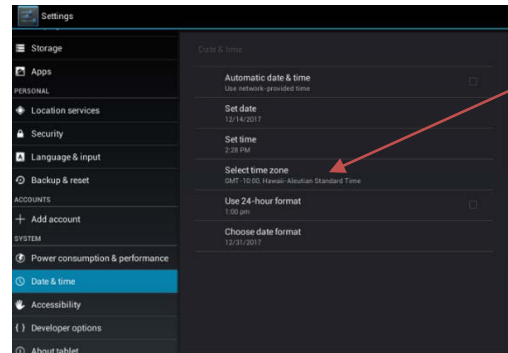 Settings
Storage
Apps
PERSONAL
Location services
Security
Language & input
Backup & reset
ACCOUNTS
Add account
SYSTEM
Power consumption & performance
Date & time
Accessibility
Developer options
About tablet
Date & time
Automatic date & time
Use network-provided time
Set date
12/14/2017
Set time
2:28 PM
Select time zone
GMT-10:00, Hawaii-Aleutian Standard Time
Use 24-hour format
1:00 pm
Choose date format
12/31/2017